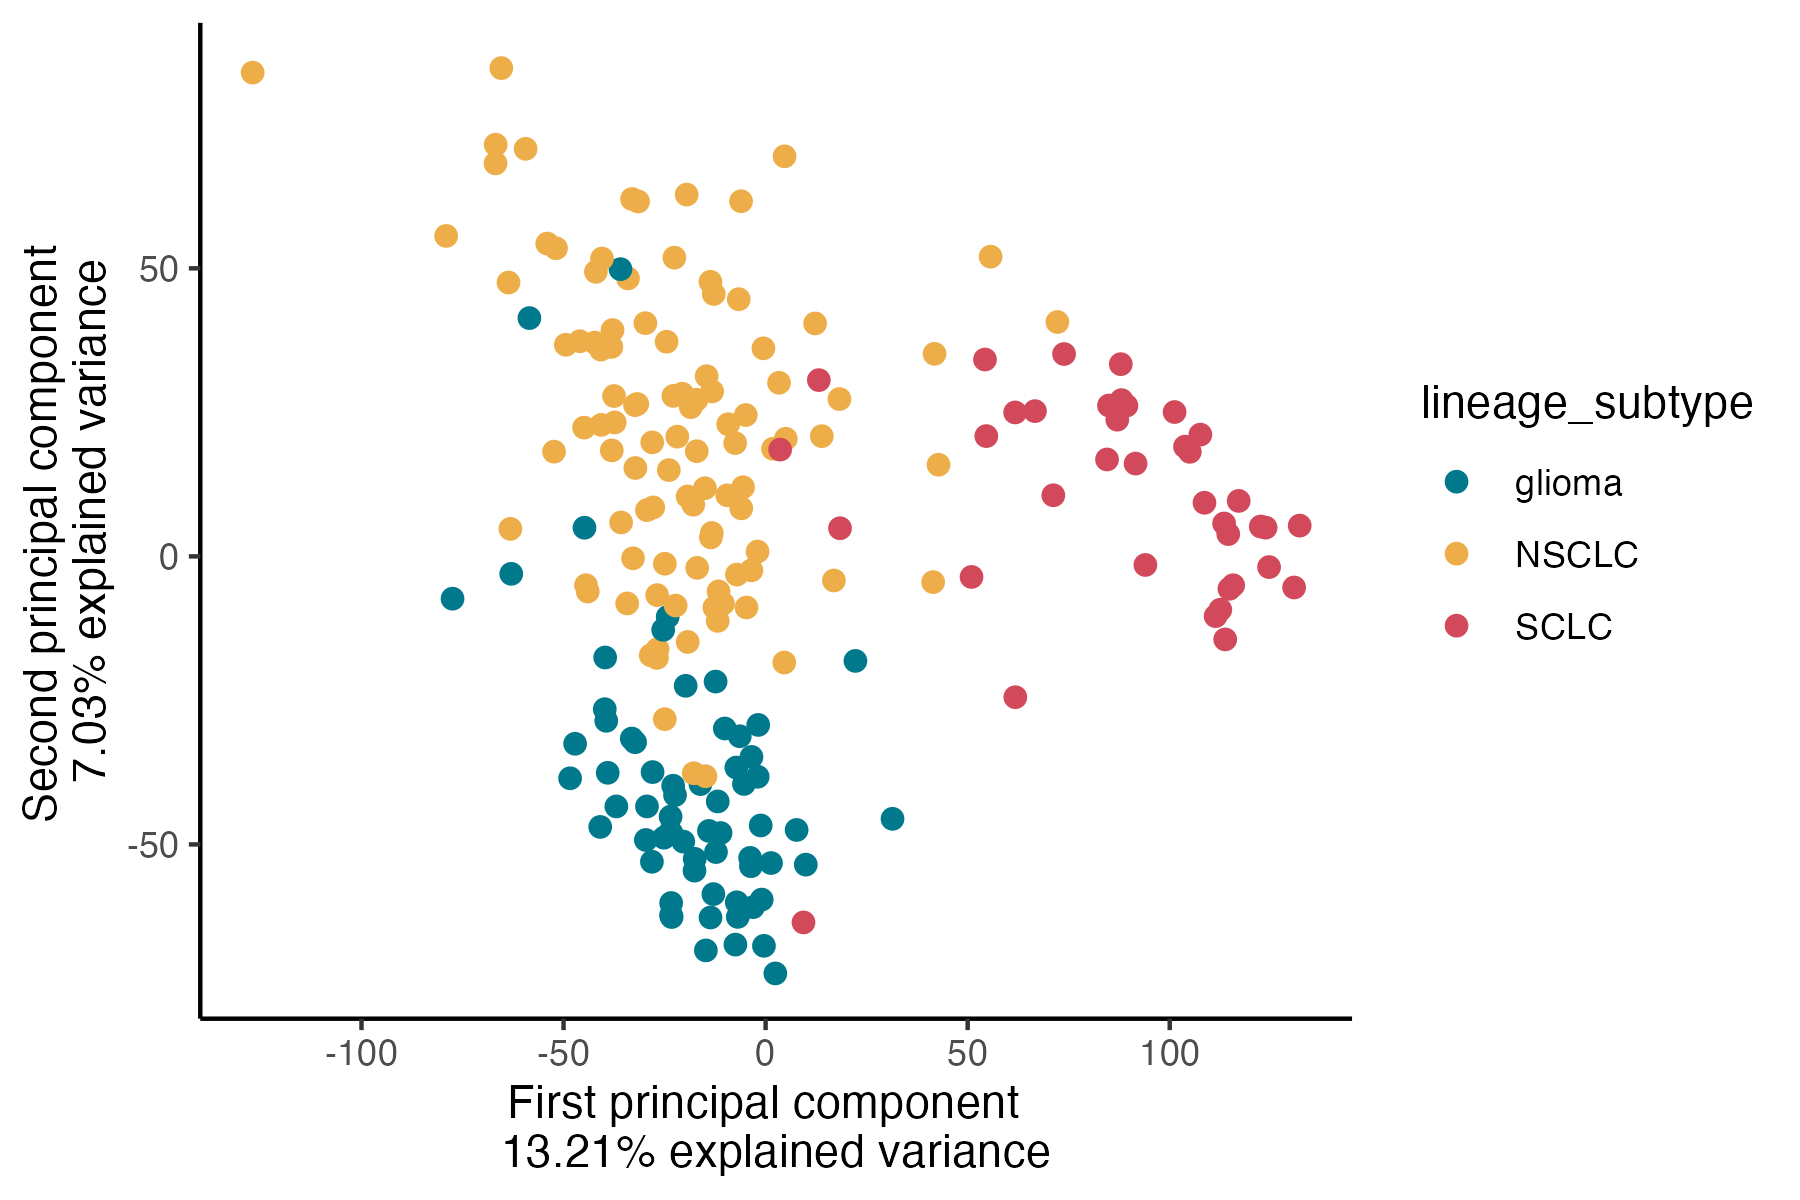 Second principal component
7.03% explained variance
50
0
-50
-100
-50
0
50
100
First principal component
13.21% explained variance
lineage_subtype
glioma
NSCLC
SCLC